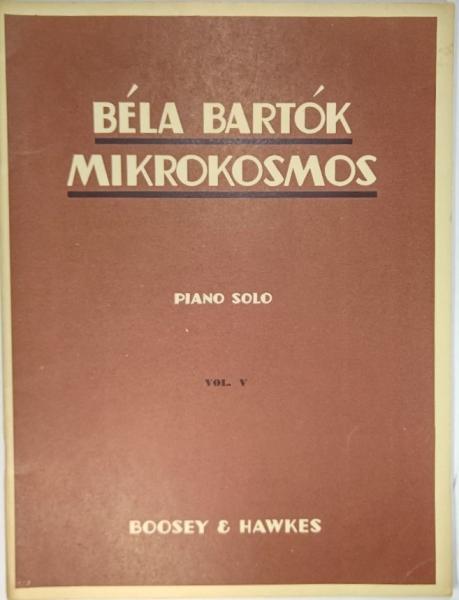 BÉLA BARTÓK
MIKROKOSMOS
PIANO SOLO
VOL. V
BOOSEY & HAWKES